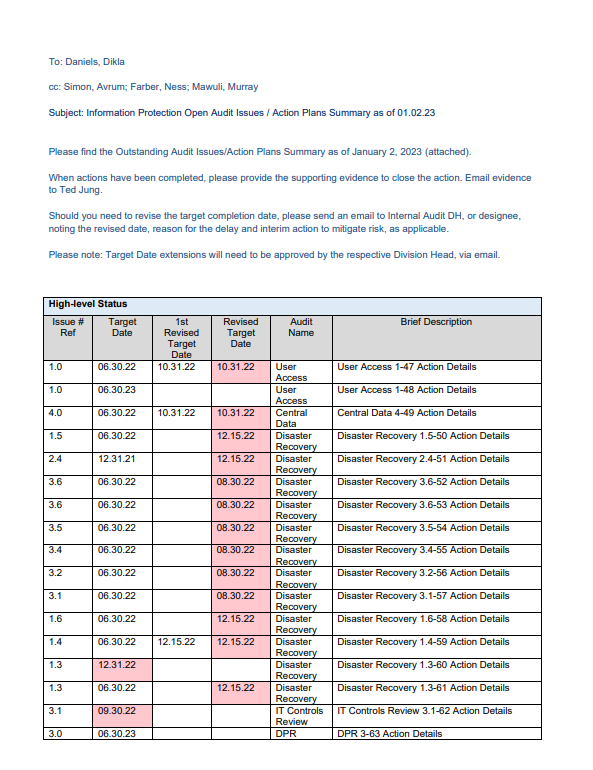 To: Daniels, Dikla
cc: Simon, Avrum; Farber, Ness; Mawuli, Murray
Subject: Information Protection Open Audit Issues / Action Plans Summary as of 01.02.23
Please find the Outstanding Audit Issues/Action Plans Summary as of January 2, 2023 (attached).
When actions have been completed, please provide the supporting evidence to close the action. Email evidence
to Ted Jung.
Should you need to revise the target completion date, please send an email to Internal Audit DH, or designee,
noting the revised date, reason for the delay and interim action to mitigate risk, as applicable.
Please note: Target Date extensions will need to be approved by the respective Division Head, via email.
High-level Status
Issue # Ref Target Date 1st Revised Target Date Revised Target Date Audit Name Brief Description
1.0 06.30.22 10.31.22 10.31.22 User Access User Access 1-47 Action Details
1.0 06.30.23 User Access User Access 1-48 Action Details
4.0 06.30.22 10.31.22 10.31.22 Central Data Central Data 4-49 Action Details
1.5 06.30.22 12.15.22 Disaster Recovery Disaster Recovery 1.5-50 Action Details
2.4 12.31.21 12.15.22 Disaster Recovery Disaster Recovery 2.4-51 Action Details
3.6 06.30.22 08.30.22 Disaster Recovery Disaster Recovery 3.6-52 Action Details
3.6 06.30.22 08.30.22 Disaster Recovery Disaster Recovery 3.6-53 Action Details
3.5 06.30.22 08.30.22 Disaster Recovery Disaster Recovery 3.5-54 Action Details
3.4 06.30.22 08.30.22 Disaster Recovery Disaster Recovery 3.4-55 Action Details
3.2 06.30.22 08.30.22 Disaster Recovery Disaster Recovery 3.2-56 Action Details
3.1 06.30.22 08.30.22 Disaster Recovery Disaster Recovery 3.1-57 Action Details
1.6 06.30.22 12.15.22 Disaster Recovery Disaster Recovery 1.6-58 Action Details
1.4 06.30.22 12.15.22 12.15.22 Disaster Recovery Disaster Recovery 1.4-59 Action Details
1.3 12.31.22 Disaster Recovery Disaster Recovery 1.3-60 Action Details
1.3 06.30.22 12.15.22 Disaster Recovery Disaster Recovery 1.3-61 Action Details
3.1 09.30.22 IT Controls Review IT Controls Review 3.1-62 Action Details
3.0 06.30.23 DPR DPR 3-63 Action Details